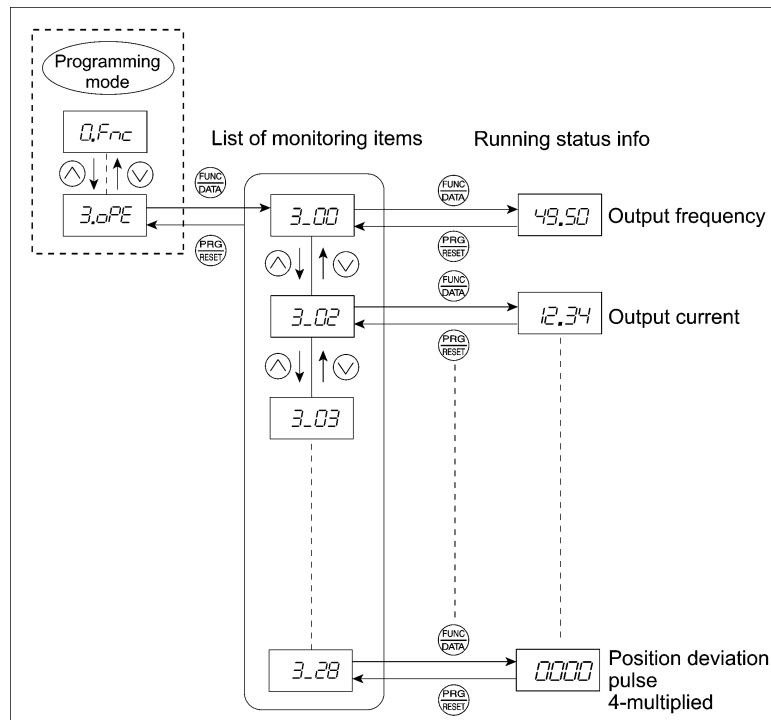 Programming
mode
0.Fnc
List of monitoring items
Running status info
FUNC
DATA
3.oPE
PRG
RESET
3_00
FUNC
DATA
PRG
RESET
49.50
Output frequency
3_02
FUNC
DATA
PRG
RESET
12.34
Output current
3_03
3_28
FUNC
DATA
PRG
RESET
0000
Position deviation
pulse
4-multiplied